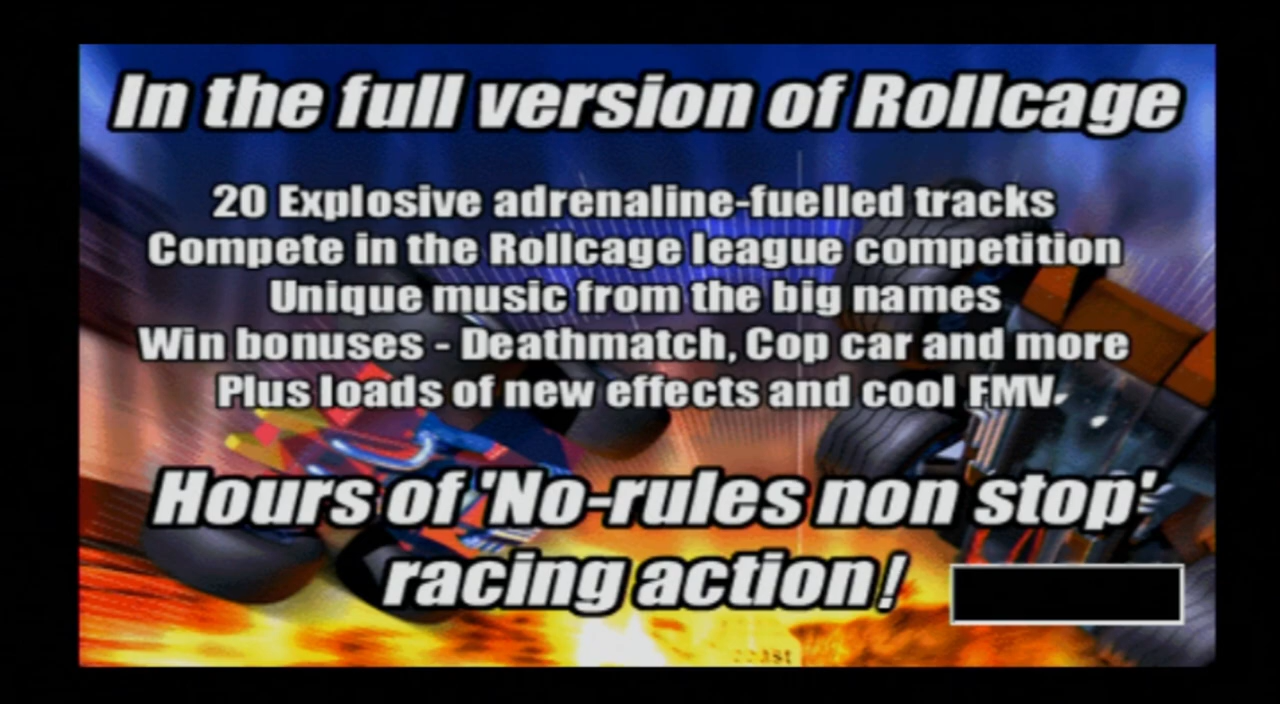 In the full version of Rollcage
20 Explosive adrenaline-fuelled tracks
Compete in the Rollcage league competition
Unique music from the big names
Win bonuses - Deathmatch, Cop car and more
Plus loads of new effects and cool FMV.
Hours of 'No-rules non stop'
racing action!